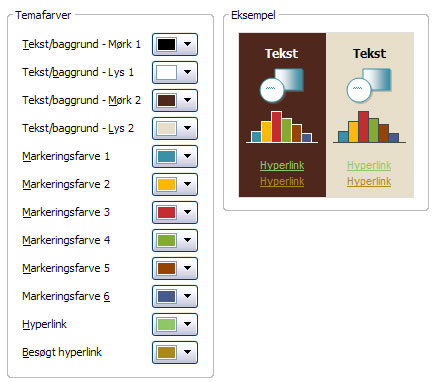 Temafarver
Tekst/baggrund - Mørk 1
Tekst/baggrund - Lys 1
Tekst/baggrund - Mørk 2
Tekst/baggrund - Lys 2
Markeringsfarve 1
Markeringsfarve 2
Markeringsfarve 3
Markeringsfarve 4
Markeringsfarve 5
Markeringsfarve 6
Hyperlink
Besøgt hyperlink
Eksempel
Tekst Tekst
Hyperlink Hyperlink
Hyperlink Hyperlink